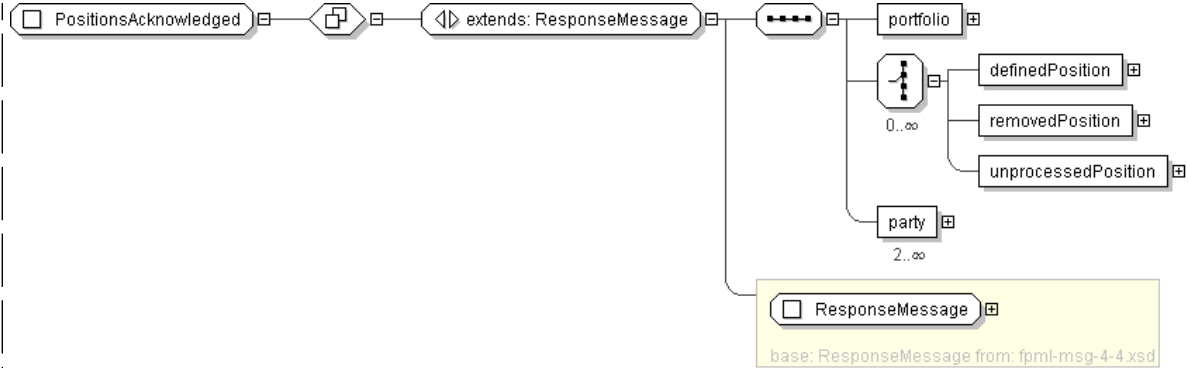 PositionsAcknowledged
extends: ResponseMessage
portfolio
definedPosition
0..∞
removedPosition
unprocessedPosition
party
2..∞
ResponseMessage
base: ResponseMessage from: fpml-msg-4-4.xsd